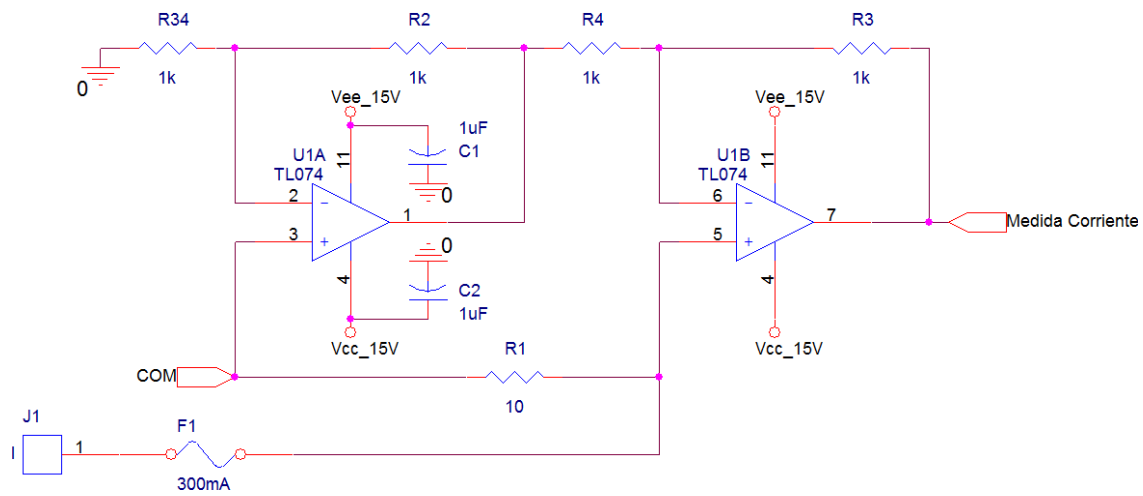 R34
1k
R2
1k
R4
1k
R3
1k
0
Vee_15V
1uF
C1
0
U1A
TL074
11
2
3
1
4
0
C2
1uF
Vcc_15V
Vee_15V
U1B
TL074
11
6
5
7
4
Vcc_15V
Medida Corriente
COM
R1
10
J1
I
1
F1
300mA